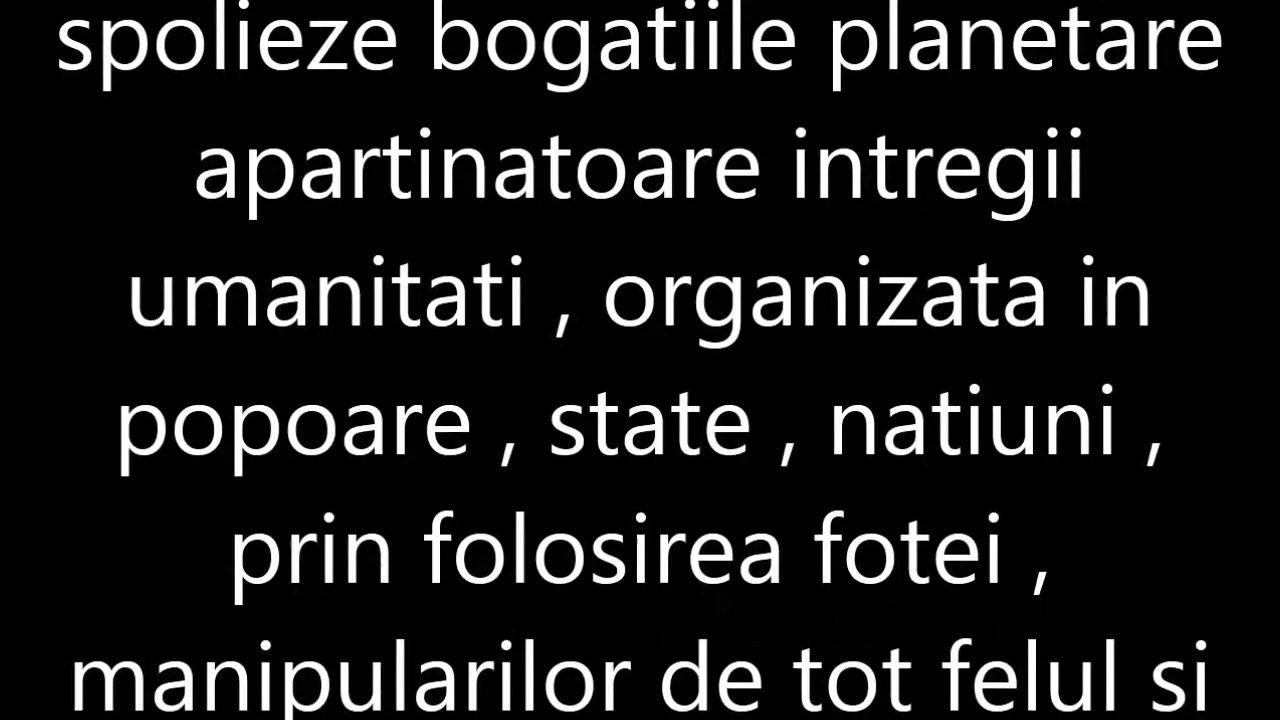 spolieze bogatiile planetare
apartinatoare intregii
umanitati , organizata in
popoare , state , natiuni ,
prin folosirea fotei ,
manipularilor de tot felul si